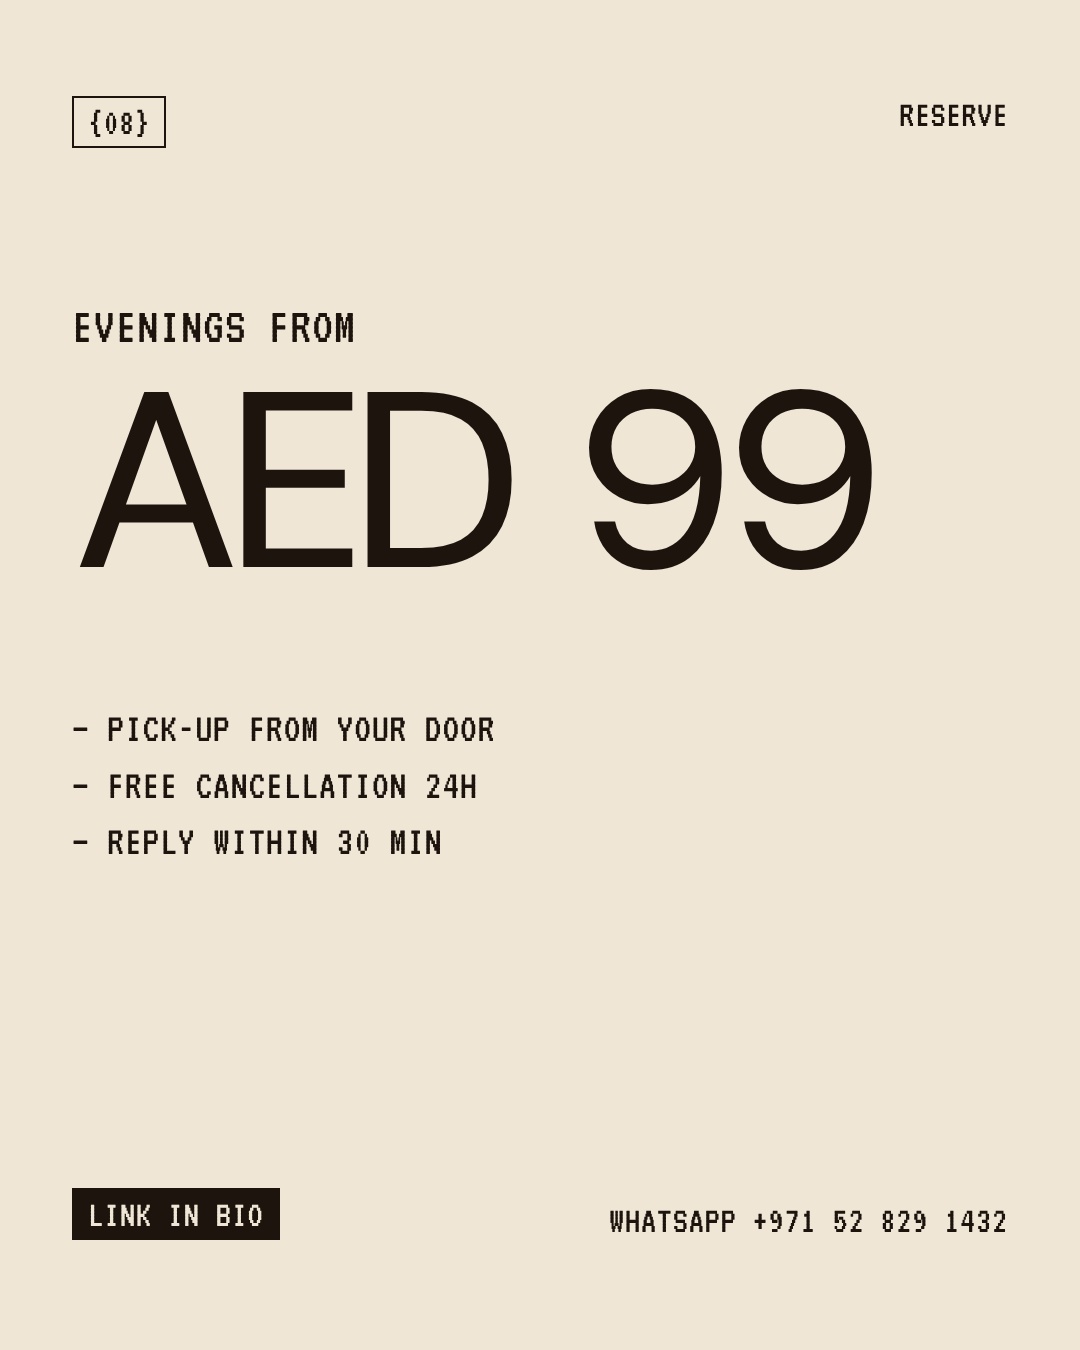 {08}
RESERVE
EVENINGS FROM
AED 99
— PICK-UP FROM YOUR DOOR
— FREE CANCELLATION 24H
— REPLY WITHIN 30 MIN
LINK IN BIO
WHATSAPP +971 52 829 1432